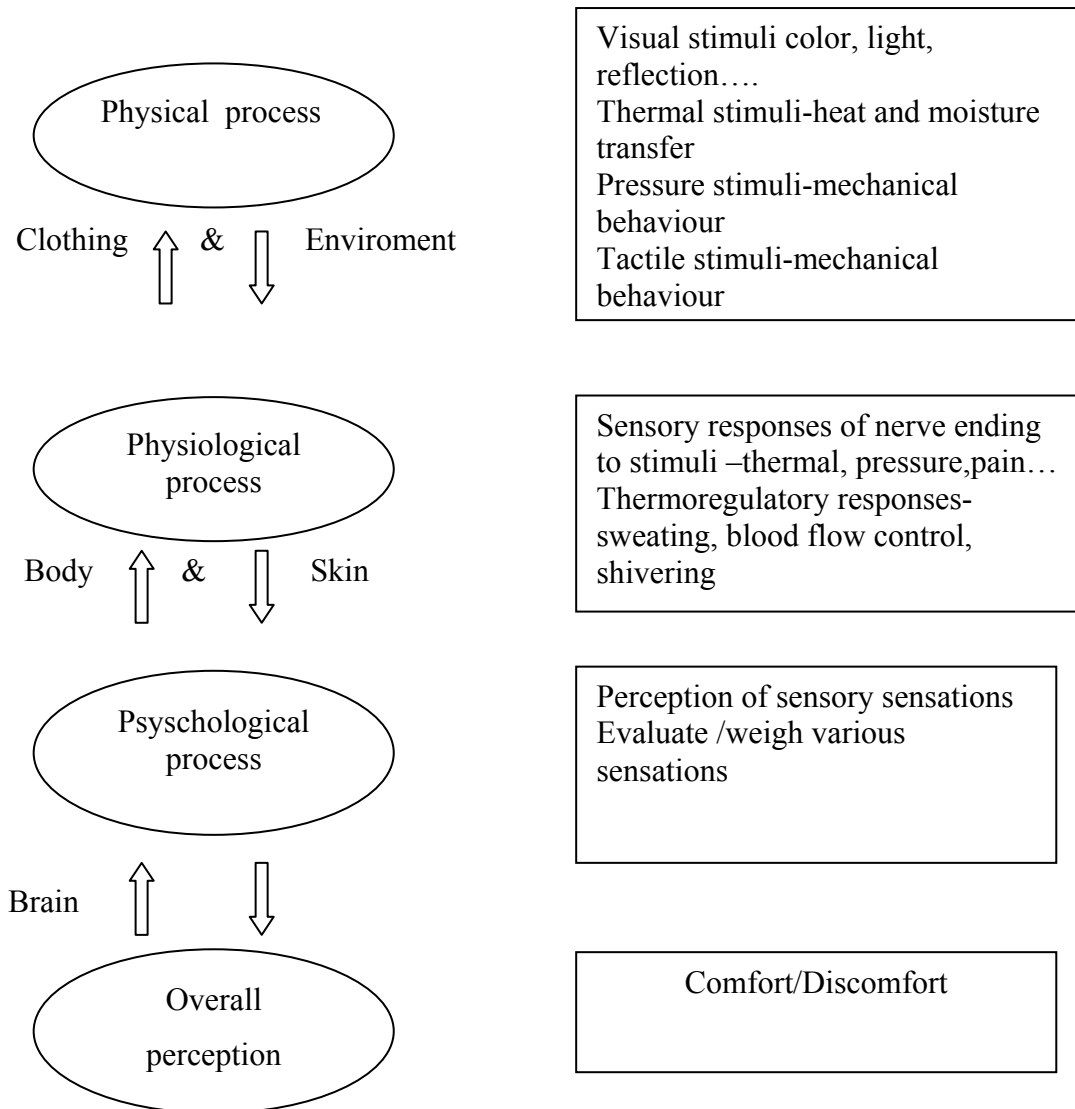 Physical process
Clothing & Enviroment
Visual stimuli color, light,
reflection….
Thermal stimuli-heat and moisture
transfer
Pressure stimuli-mechanical
behaviour
Tactile stimuli-mechanical
behaviour
Physiological
process
Body & Skin
Sensory responses of nerve ending
to stimuli –thermal, pressure,pain…
Thermoregulatory responses-
sweating, blood flow control,
shivering
Psyschological
process
Brain
Perception of sensory sensations
Evaluate /weigh various
sensations
Overall
perception
Comfort/Discomfort